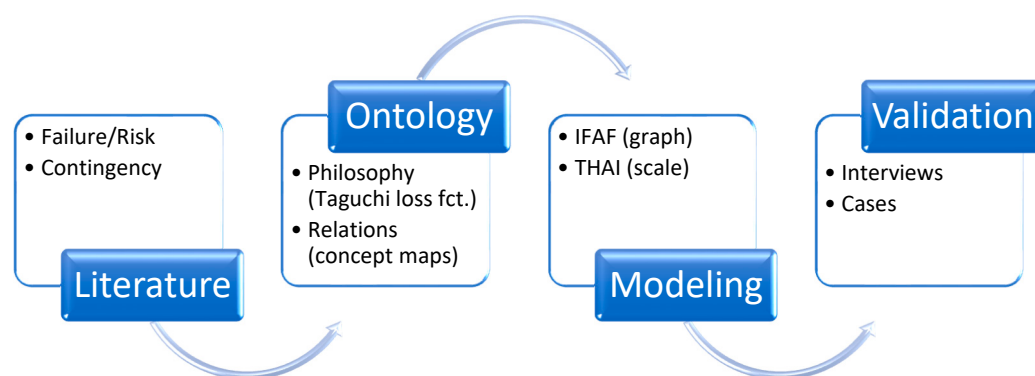 • Failure/Risk
• Contingency
Literature
Ontology
• Philosophy
(Taguchi loss fct.)
• Relations
(concept maps)
• IFAF (graph)
• THAI (scale)
Modeling
Validation
• Interviews
• Cases